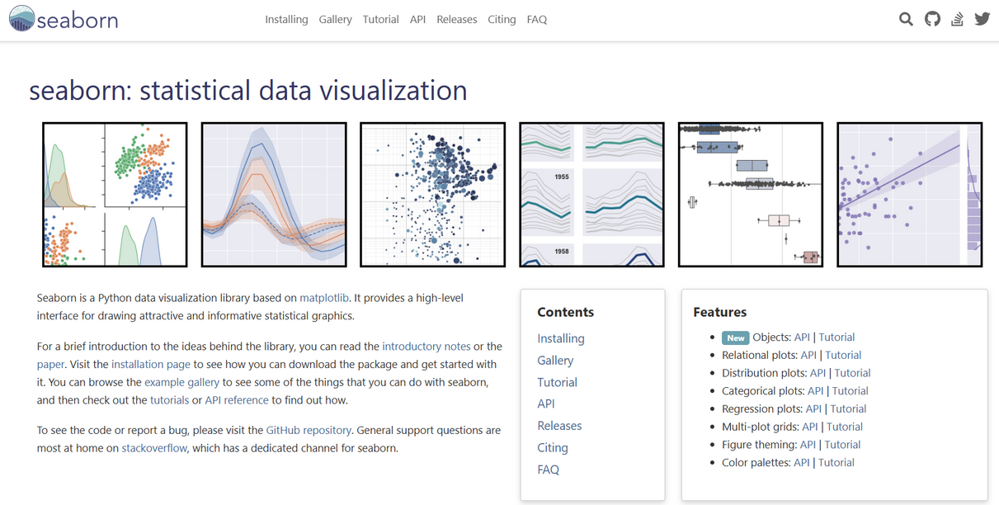 seaborn
Installing Gallery Tutorial API Releases Citing FAQ
seaborn: statistical data visualization
1955
1958
Seaborn is a Python data visualization library based on matplotlib. It provides a high-level
interface for drawing attractive and informative statistical graphics.
For a brief introduction to the ideas behind the library, you can read the introductory notes or the
paper. Visit the installation page to see how you can download the package and get started with
it. You can browse the example gallery to see some of the things that you can do with seaborn,
and then check out the tutorials or API reference to find out how.
To see the code or report a bug, please visit the GitHub repository. General support questions are
most at home on stackoverflow, which has a dedicated channel for seaborn.
Contents
Installing
Gallery
Tutorial
API
Releases
Citing
FAQ
Features
New Objects: API | Tutorial
Relational plots: API | Tutorial
Distribution plots: API | Tutorial
Categorical plots: API | Tutorial
Regression plots: API | Tutorial
Multi-plot grids: API | Tutorial
Figure theming: API | Tutorial
Color palettes: API | Tutorial